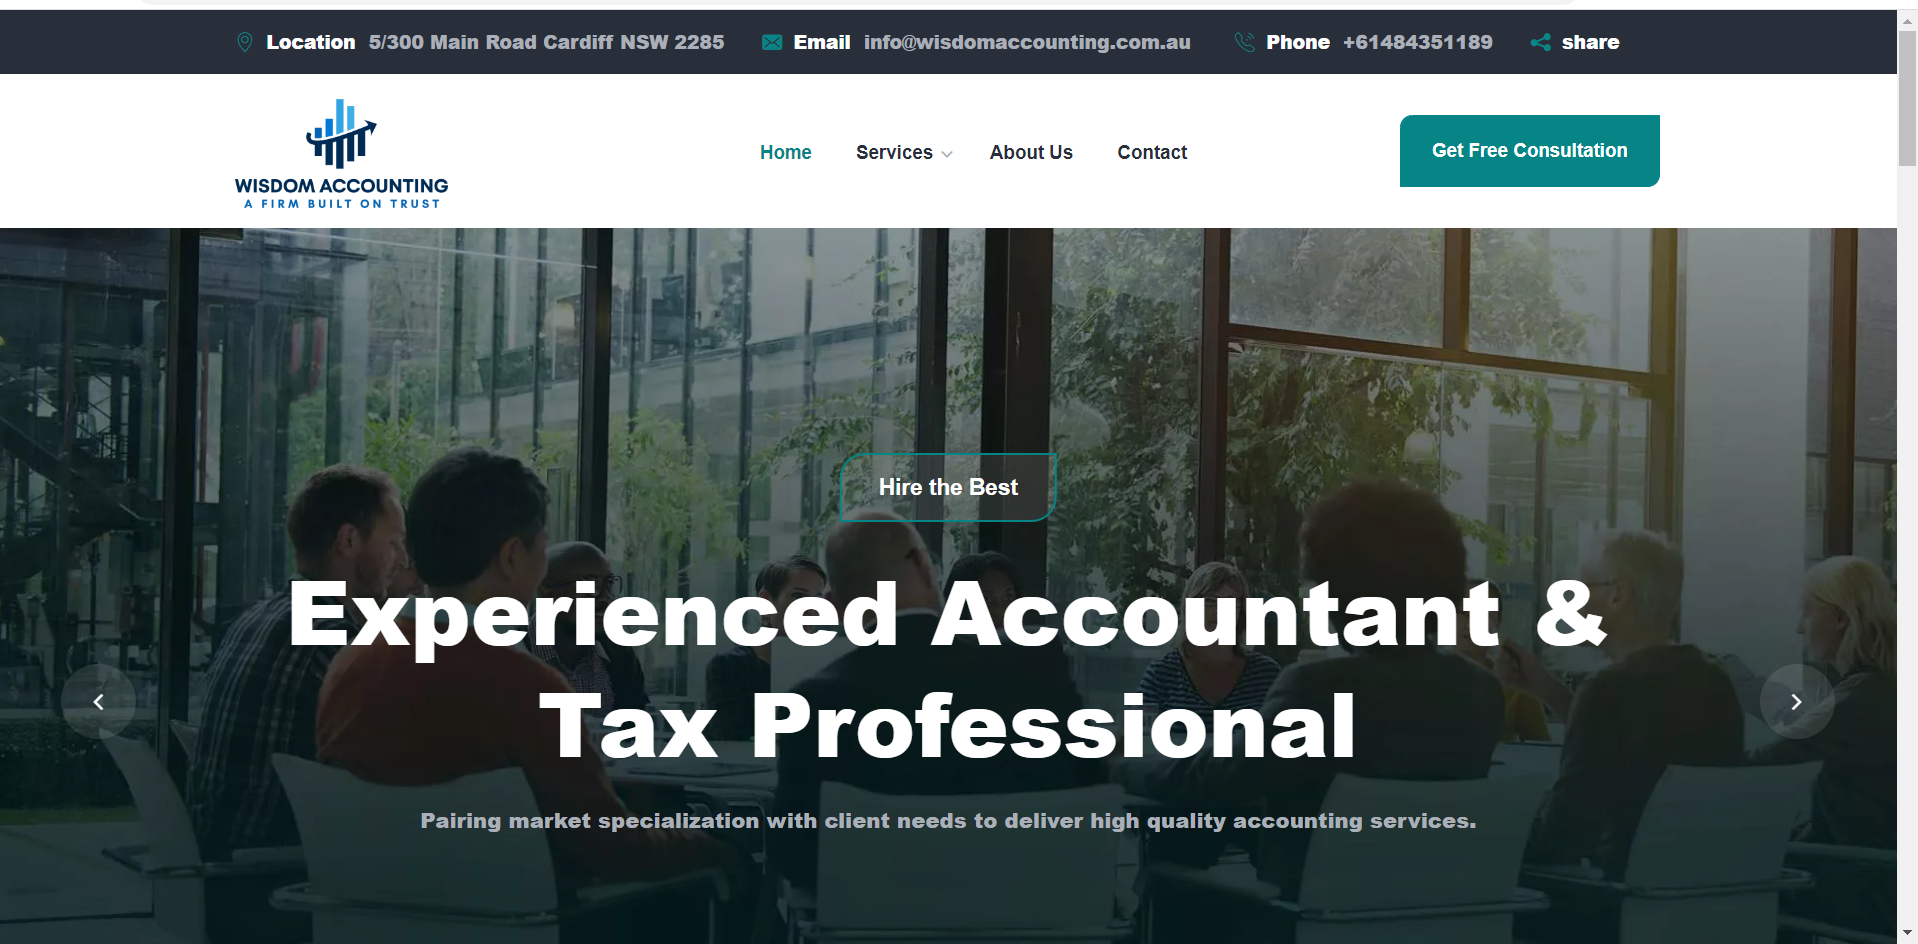 Location 5/300 Main Road Cardiff NSW 2285 Email info@wisdomaccounting.com.au Phone +61484351189 share
WISDOM ACCOUNTING
A FIRM BUILT ON TRUST
Home Services About Us Contact
Get Free Consultation
Hire the Best
Experienced Accountant &
Tax Professional
Pairing market specialization with client needs to deliver high quality accounting services.